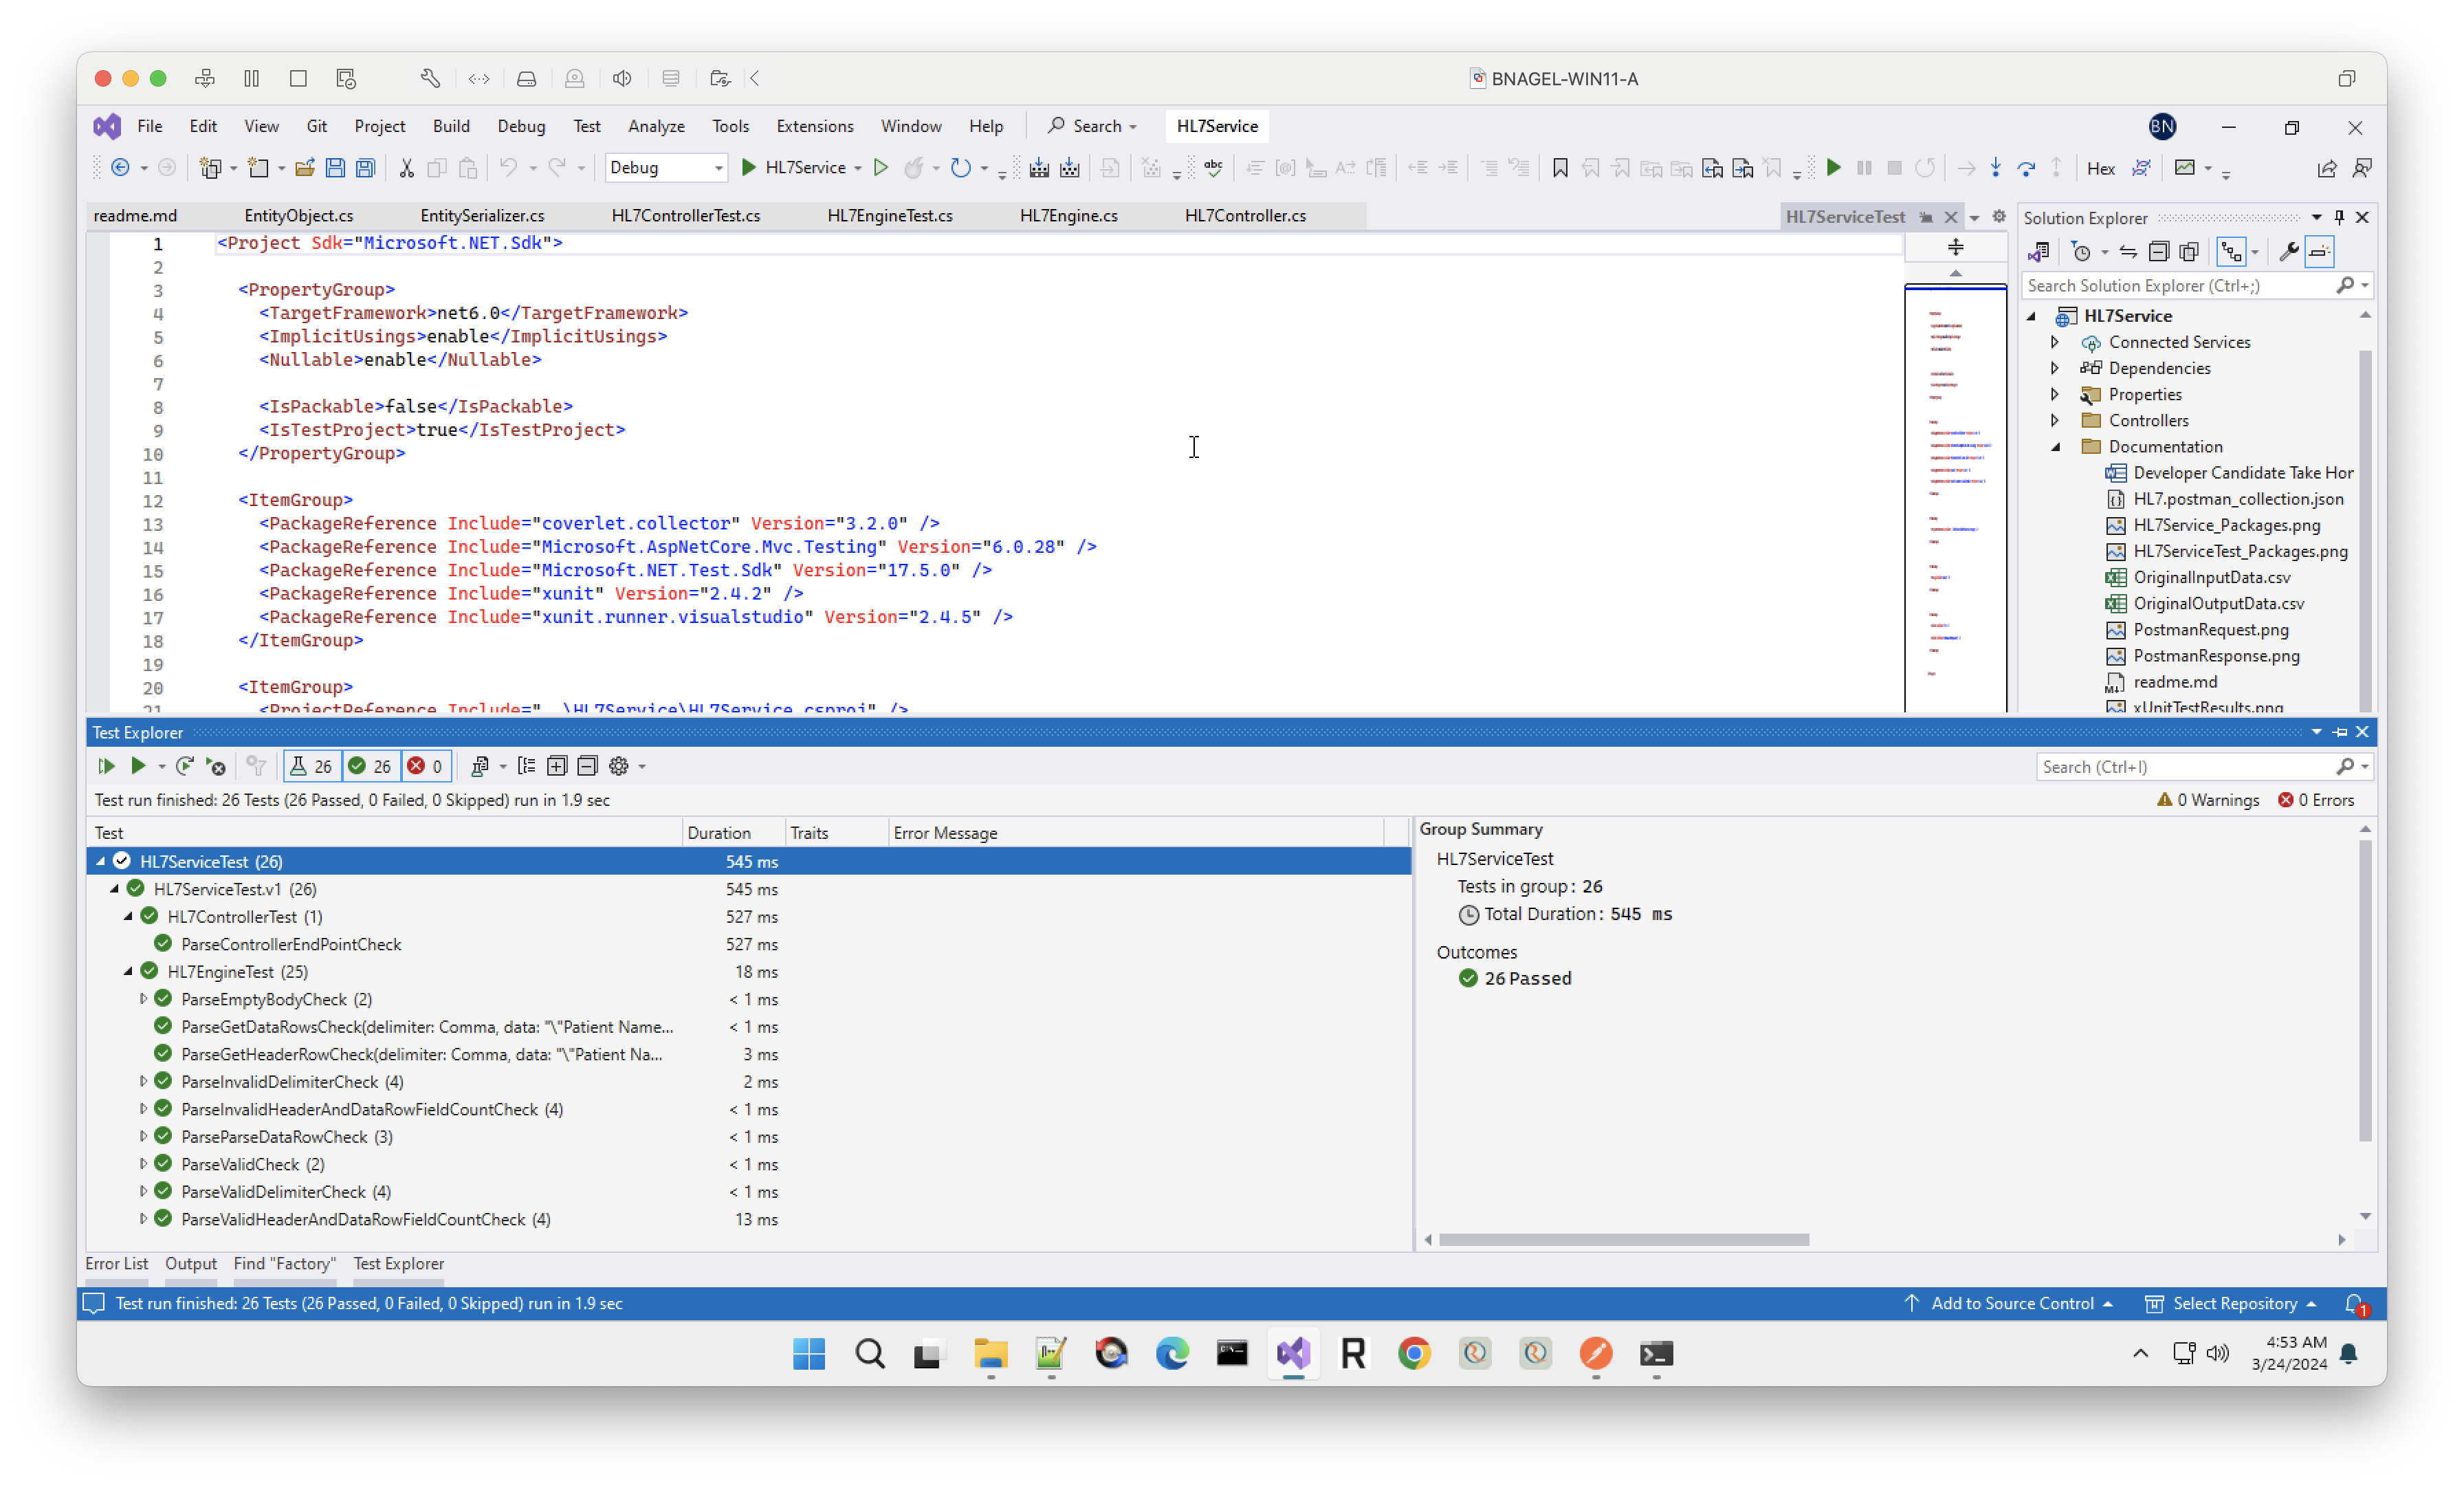 BNAGEL-WIN11-A
File Edit View Git Project Build Debug Test Analyze Tools Extensions Window Help Search HL7Service BN
Debug HL7Service abc Hex
readme.md EntityObject.cs EntitySerializer.cs HL7ControllerTest.cs HL7EngineTest.cs HL7Engine.cs HL7Controller.cs HL7ServiceTest
1 <Project Sdk="Microsoft.NET.Sdk">
2
3 <PropertyGroup>
4 <TargetFramework>net6.0</TargetFramework>
5 <ImplicitUsings>enable</ImplicitUsings>
6 <Nullable>enable</Nullable>
7
8 <IsPackable>false</IsPackable>
9 <IsTestProject>true</IsTestProject>
10 </PropertyGroup>
11
12 <ItemGroup>
13 <PackageReference Include="coverlet.collector" Version="3.2.0" />
14 <PackageReference Include="Microsoft.AspNetCore.Mvc.Testing" Version="6.0.28" />
15 <PackageReference Include="Microsoft.NET.Test.Sdk" Version="17.5.0" />
16 <PackageReference Include="xunit" Version="2.4.2" />
17 <PackageReference Include="xunit.runner.visualstudio" Version="2.4.5" />
18 </ItemGroup>
19
20 <ItemGroup>
21 <ProjectReference Include="..\HL7Service\HL7Service.csproj" />
Solution Explorer
Search Solution Explorer (Ctrl+;)
HL7Service
Connected Services
Dependencies
Properties
Controllers
Documentation
Developer Candidate Take Hor
HL7.postman_collection.json
HL7Service_Packages.png
HL7ServiceTest_Packages.png
OriginalInputData.csv
OriginalOutputData.csv
PostmanRequest.png
PostmanResponse.png
readme.md
xUnitTestResults.png
Test Explorer
26 26 0
Search (Ctrl+I)
Test run finished: 26 Tests (26 Passed, 0 Failed, 0 Skipped) run in 1.9 sec
0 Warnings 0 Errors
Test Duration Traits Error Message
HL7ServiceTest (26) 545 ms
HL7ServiceTest.v1 (26) 545 ms
HL7ControllerTest (1) 527 ms
ParseControllerEndPointCheck 527 ms
HL7EngineTest (25) 18 ms
ParseEmptyBodyCheck (2) < 1 ms
ParseGetDataRowsCheck(delimiter: Comma, data: "\"Patient Name... < 1 ms
ParseGetHeaderRowCheck(delimiter: Comma, data: "\"Patient Na... 3 ms
ParseInvalidDelimiterCheck (4) 2 ms
ParseInvalidHeaderAndDataRowFieldCountCheck (4) < 1 ms
ParseParseDataRowCheck (3) < 1 ms
ParseValidCheck (2) < 1 ms
ParseValidDelimiterCheck (4) < 1 ms
ParseValidHeaderAndDataRowFieldCountCheck (4) 13 ms
Group Summary
HL7ServiceTest
Tests in group: 26
Total Duration: 545 ms
Outcomes
26 Passed
Error List Output Find "Factory" Test Explorer
Test run finished: 26 Tests (26 Passed, 0 Failed, 0 Skipped) run in 1.9 sec
Add to Source Control Select Repository 1
4:53 AM
3/24/2024